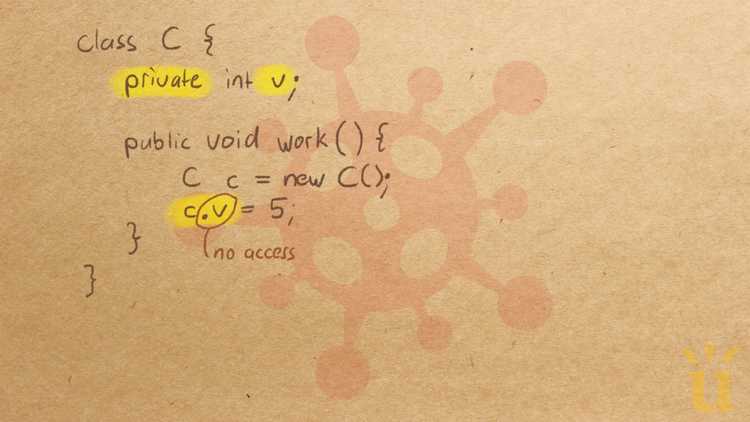 class C {
private int v;
public void work() {
C c = new C();
c.v = 5;
}
no access
}
u